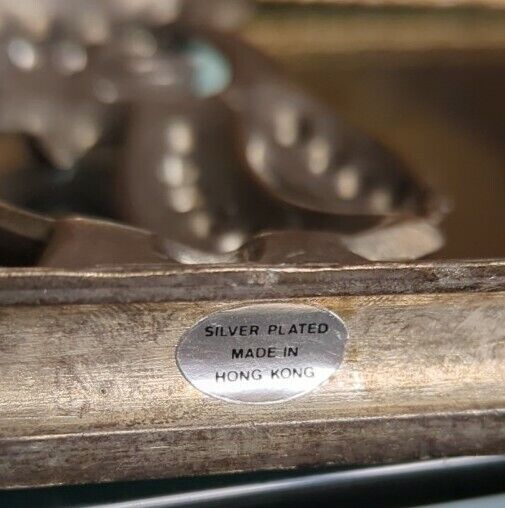 SILVER PLATED
MADE IN
HONG KONG